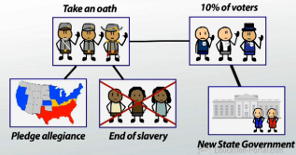 Take an oath
10% of voters
Pledge allegiance
End of slavery
New State Government